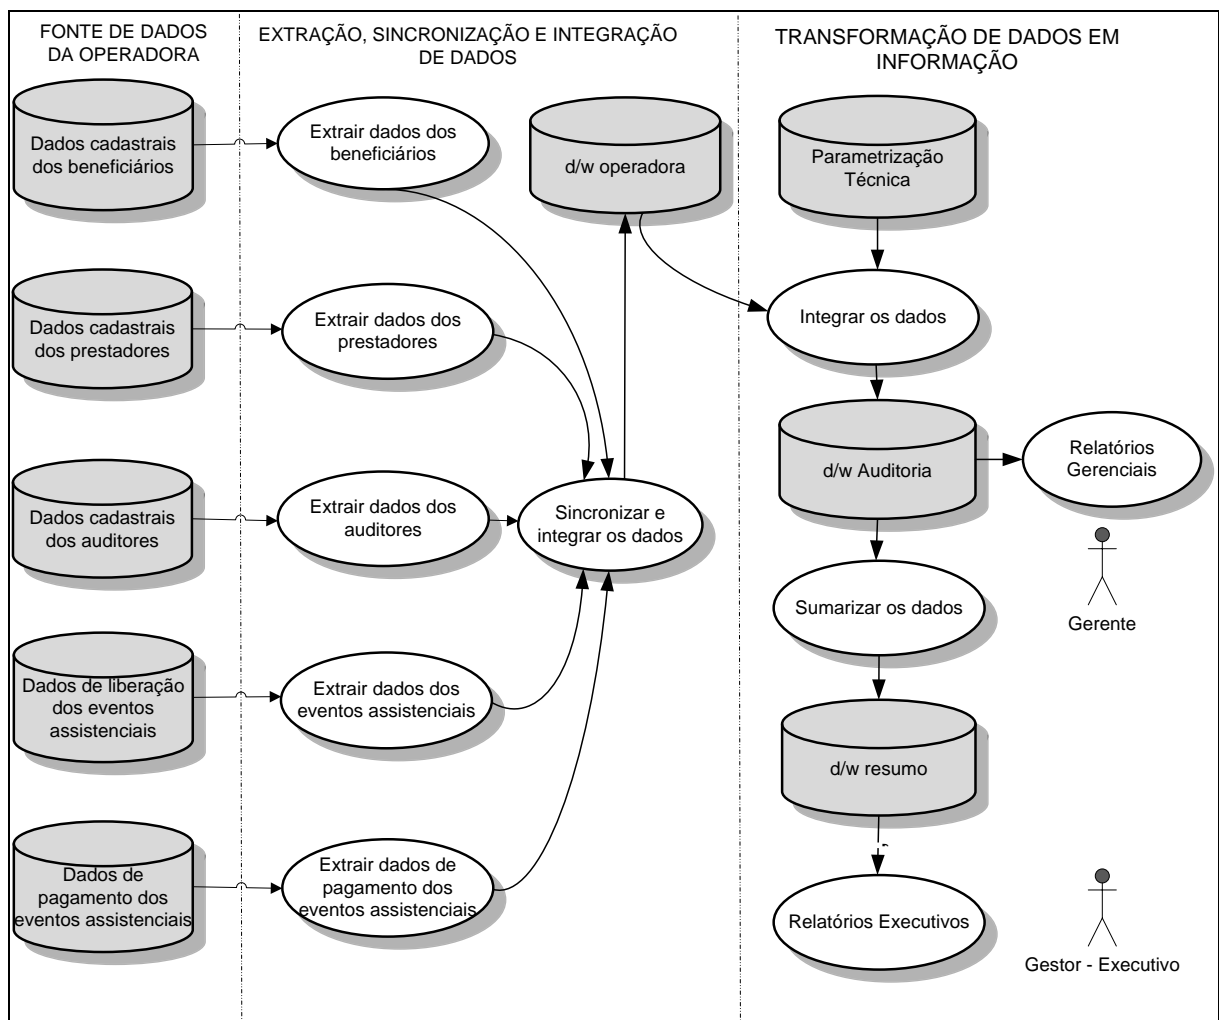 FONTE DE DADOS
DA OPERADORA
EXTRAÇÃO, SINCRONIZAÇÃO E INTEGRAÇÃO
DE DADOS
TRANSFORMAÇÃO DE DADOS EM
INFORMAÇÃO
Dados cadastrais
dos beneficiários
Extrair dados dos
beneficiários
d/w operadora
Parametrização
Técnica
Dados cadastrais
dos prestadores
Extrair dados dos
prestadores
Integrar os dados
Dados cadastrais
dos auditores
Extrair dados dos
auditores
Sincronizar e
integrar os dados
d/w Auditoria
Relatórios
Gerenciais
Sumarizar os dados
Gerente
Dados de liberação
dos eventos
assistenciais
Extrair dados dos
eventos assistenciais
d/w resumo
;
Dados de
pagamento dos
eventos assistenciais
Extrair dados de
pagamento dos
eventos assistenciais
Relatórios Executivos
Gestor - Executivo